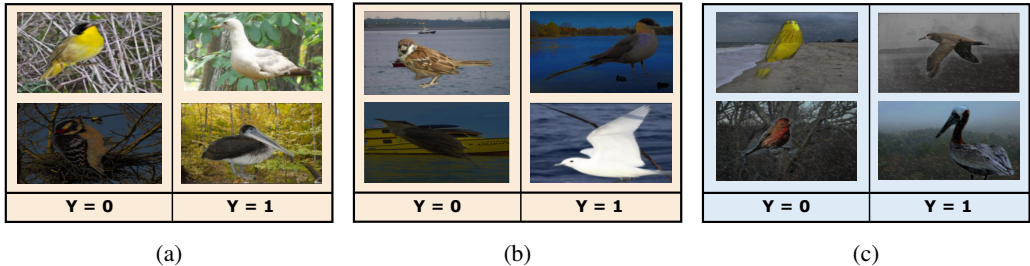 Y = 0 Y = 1 Y = 0 Y = 1 Y = 0 Y = 1
(a) (b) (c)